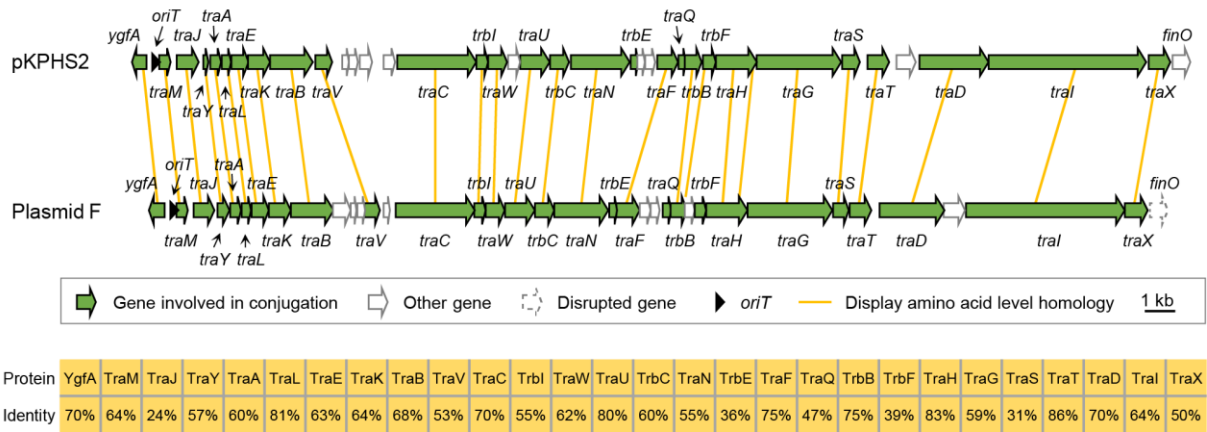 traA traQ
oriT traJ traE trbI traU trbE trbF traS finO
ygfA
pKPHS2
traM traK traB traV traC traW trbC traN traF trbB traH traG traT traD traI traX
traY traL
traA
oriT traJ traE trbI traU trbE traQ trbF traS finO
ygfA
Plasmid F
traM traK traB traV traC traW trbC traN traF trbB traH traG traT traD traI traX
traY traL
Gene involved in conjugation Other gene Disrupted gene oriT Display amino acid level homology 1 kb
Protein YgfA TraM TraJ TraY TraA TraL TraE TraK TraB TraV TraC TrbI TraW TraU TrbC TraN TrbE TraF TraQ TrbB TrbF TraH TraG TraS TraT TraD TraI TraX
Identity 70% 64% 24% 57% 60% 81% 63% 64% 68% 53% 70% 55% 62% 80% 60% 55% 36% 75% 47% 75% 39% 83% 59% 31% 86% 70% 64% 50%